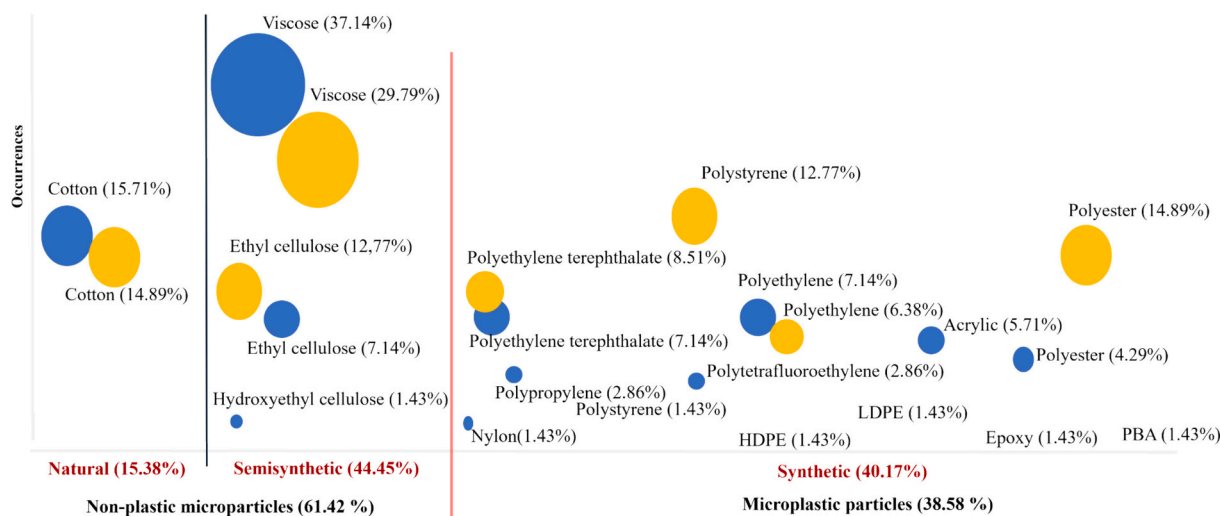 Viscose (37.14%)
Viscose (29.79%)
Occurrences
Polystyrene (12.77%)
Cotton (15.71%)
Polyester (14.89%)
Ethyl cellulose (12,77%)
Polyethylene terephthalate (8.51%)
Polyethylene (7.14%)
Cotton (14.89%)
Polyethylene (6.38%)
Acrylic (5.71%)
Ethyl cellulose (7.14%)
Polyethylene terephthalate (7.14%)
Polyester (4.29%)
Polytetrafluoroethylene (2.86%)
Polypropylene (2.86%)
Hydroxyethyl cellulose (1.43%)
Polystyrene (1.43%)
LDPE (1.43%)
Nylon(1.43%)
HDPE (1.43%)
Epoxy (1.43%)
PBA (1.43%)
Natural (15.38%)
Semisynthetic (44.45%)
Synthetic (40.17%)
Non-plastic microparticles (61.42 %)
Microplastic particles (38.58 %)